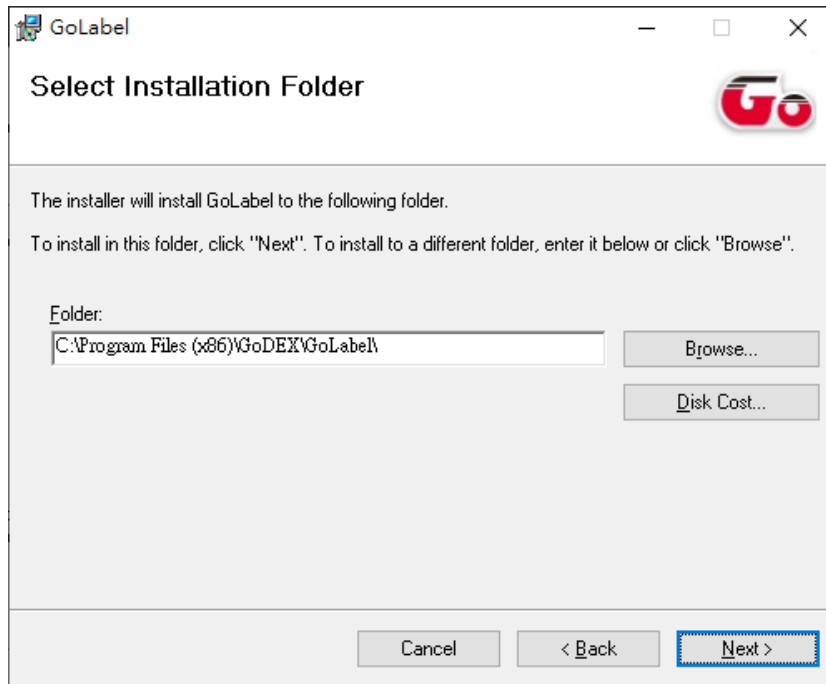 GoLabel
Select Installation Folder
Go
The installer will install GoLabel to the following folder.
To install in this folder, click "Next". To install to a different folder, enter it below or click "Browse".
Folder:
C:\Program Files (x86)\GoDEX\GoLabel\
Browse...
Disk Cost...
Cancel
< Back
Next >